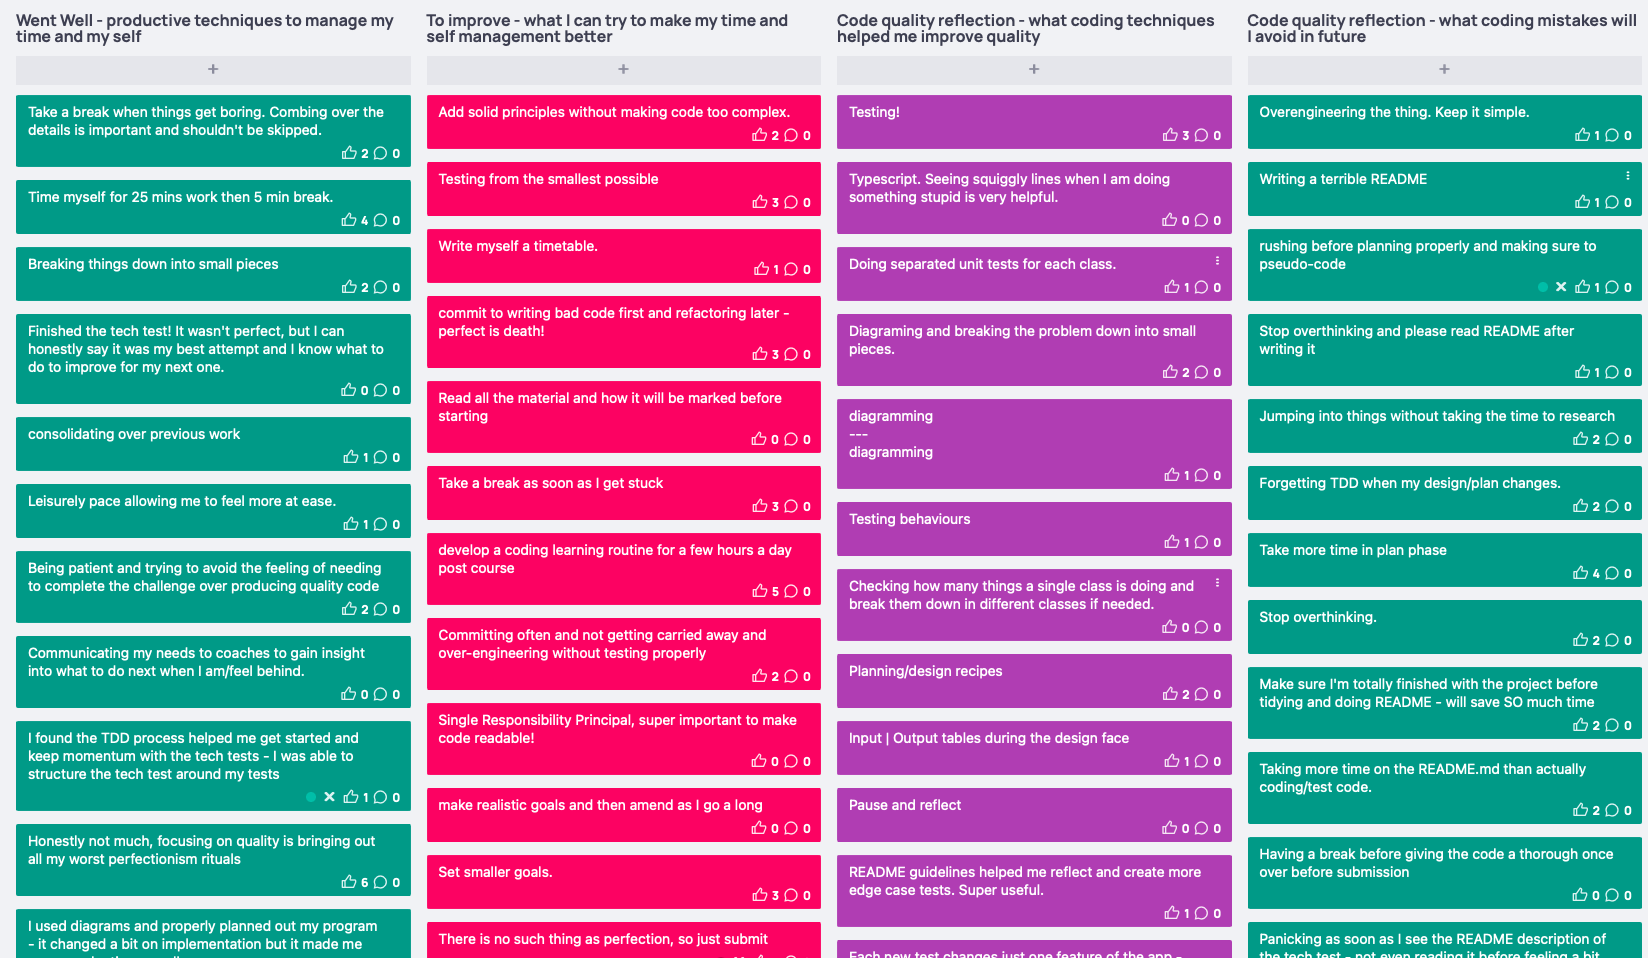 Went Well - productive techniques to manage my
time and my self
+
Take a break when things get boring. Combing over the
details is important and shouldn't be skipped.
2 0
Time myself for 25 mins work then 5 min break.
4 0
Breaking things down into small pieces
2 0
Finished the tech test! It wasn't perfect, but I can
honestly say it was my best attempt and I know what to
do to improve for my next one.
0 0
consolidating over previous work
1 0
Leisurely pace allowing me to feel more at ease.
1 0
Being patient and trying to avoid the feeling of needing
to complete the challenge over producing quality code
2 0
Communicating my needs to coaches to gain insight
into what to do next when I am/feel behind.
0 0
I found the TDD process helped me get started and
keep momentum with the tech tests - I was able to
structure the tech test around my tests
1 0
Honestly not much, focusing on quality is bringing out
all my worst perfectionism rituals
6 0
I used diagrams and properly planned out my program
- it changed a bit on implementation but it made me
To improve - what I can try to make my time and
self management better
+
Add solid principles without making code too complex.
2 0
Testing from the smallest possible
3 0
Write myself a timetable.
1 0
commit to writing bad code first and refactoring later -
perfect is death!
3 0
Read all the material and how it will be marked before
starting
0 0
Take a break as soon as I get stuck
3 0
develop a coding learning routine for a few hours a day
post course
5 0
Committing often and not getting carried away and
over-engineering without testing properly
2 0
Single Responsibility Principal, super important to make
code readable!
0 0
make realistic goals and then amend as I go a long
0 0
Set smaller goals.
3 0
There is no such thing as perfection, so just submit
Code quality reflection - what coding techniques
helped me improve quality
+
Testing!
3 0
Typescript. Seeing squiggly lines when I am doing
something stupid is very helpful.
0 0
Doing separated unit tests for each class.
1 0
Diagraming and breaking the problem down into small
pieces.
2 0
diagramming
---
diagramming
1 0
Testing behaviours
1 0
Checking how many things a single class is doing and
break them down in different classes if needed.
0 0
Planning/design recipes
2 0
Input | Output tables during the design face
1 0
Pause and reflect
0 0
README guidelines helped me reflect and create more
edge case tests. Super useful.
1 0
Each new test changes just one feature of the app -
Code quality reflection - what coding mistakes will
I avoid in future
+
Overengineering the thing. Keep it simple.
1 0
Writing a terrible README
1 0
rushing before planning properly and making sure to
pseudo-code
1 0
Stop overthinking and please read README after
writing it
1 0
Jumping into things without taking the time to research
2 0
Forgetting TDD when my design/plan changes.
2 0
Take more time in plan phase
4 0
Stop overthinking.
2 0
Make sure I'm totally finished with the project before
tidying and doing README - will save SO much time
2 0
Taking more time on the README.md than actually
coding/test code.
2 0
Having a break before giving the code a thorough once
over before submission
0 0
Panicking as soon as I see the README description of
the tech test - not even reading it before feeling a bit